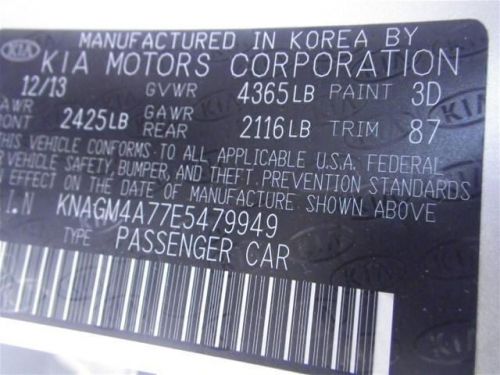 MANUFACTURED IN KOREA BY
KIA MOTORS CORPORATION
12/13 GVWR 4365LB PAINT 3D
GAWR
2425LB REAR 2116LB TRIM 87
THIS VEHICLE CONFORMS TO ALL APPLICABLE U.S.A. FEDERAL
VEHICLE SAFETY, BUMPER, AND THEFT PREVENTION STANDARDS
IN EFFECT ON THE DATE OF MANUFACTURE SHOWN ABOVE
I.N KNAGM4A77E5479949
TYPE PASSENGER CAR